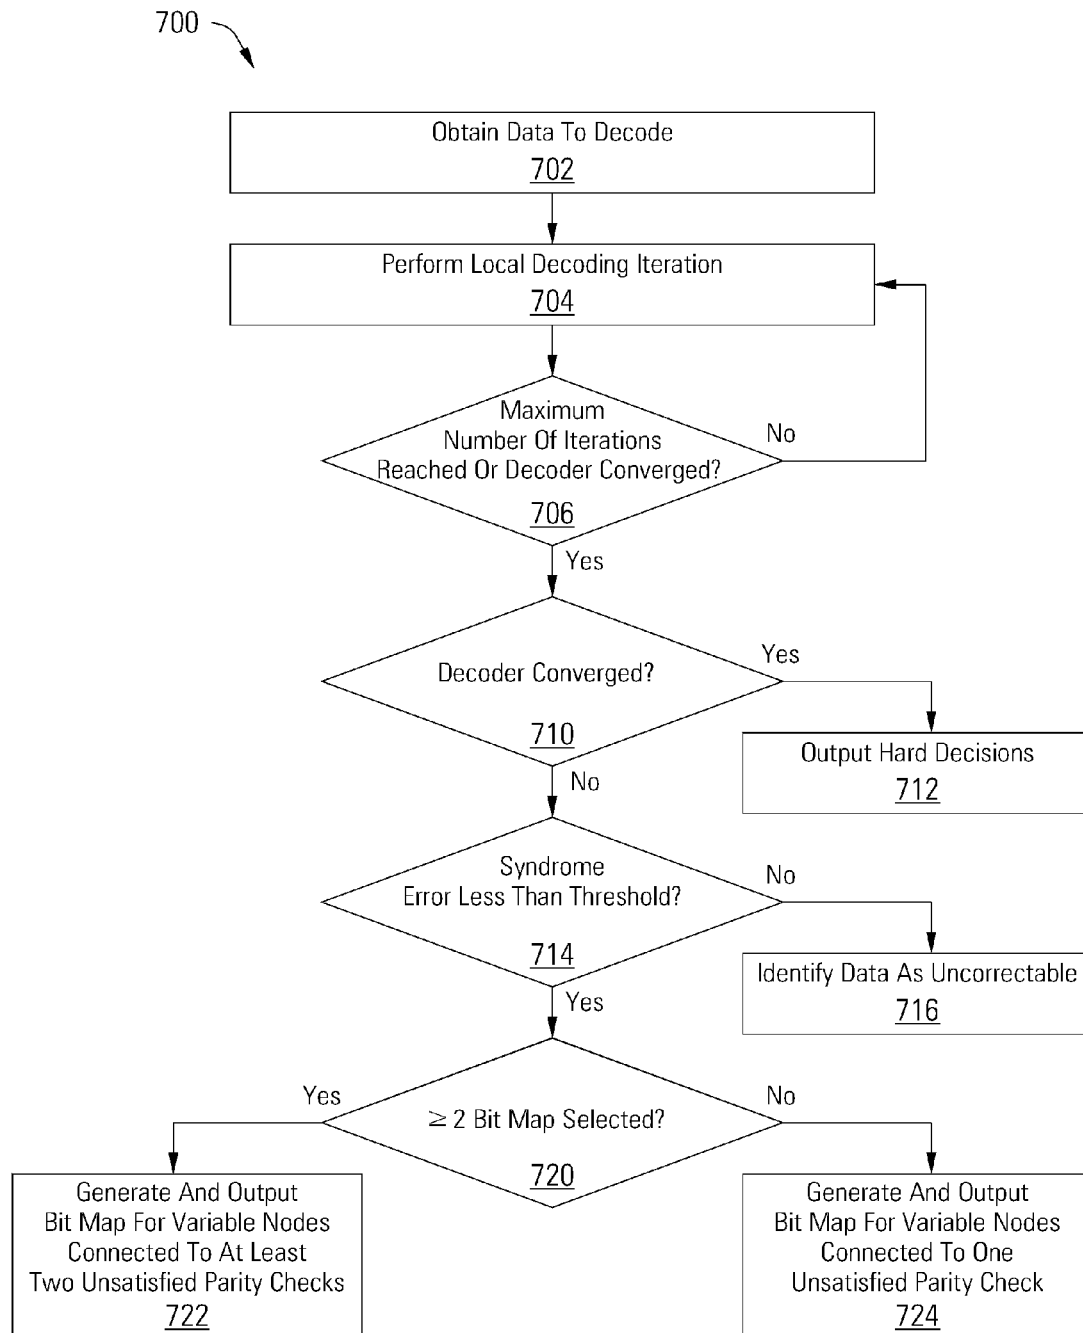 700
Obtain Data To Decode
702
Perform Local Decoding Iteration
704
Maximum
Number Of Iterations
Reached Or Decoder Converged?
706
No
Yes
Decoder Converged?
710
Yes
No
Output Hard Decisions
712
Syndrome
Error Less Than Threshold?
714
No
Yes
Identify Data As Uncorrectable
716
≥ 2 Bit Map Selected?
720
Yes
No
Generate And Output
Bit Map For Variable Nodes
Connected To At Least
Two Unsatisfied Parity Checks
722
Generate And Output
Bit Map For Variable Nodes
Connected To One
Unsatisfied Parity Check
724